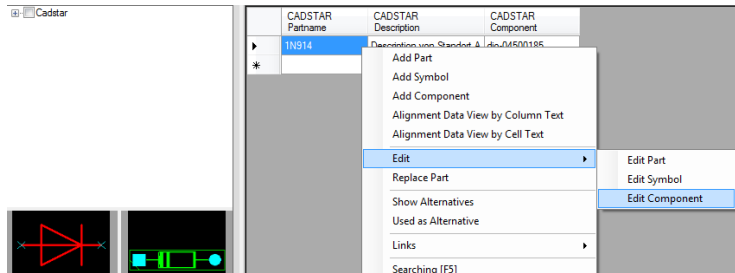 Cadstar
CADSTAR Partname
CADSTAR Description
CADSTAR Component
1N914
Description von Standort A
dio-04500185
Add Part
Add Symbol
Add Component
Alignment Data View by Column Text
Alignment Data View by Cell Text
Edit
Edit Part
Replace Part
Edit Symbol
Edit Component
Show Alternatives
Used as Alternative
Links
Searching [F5]